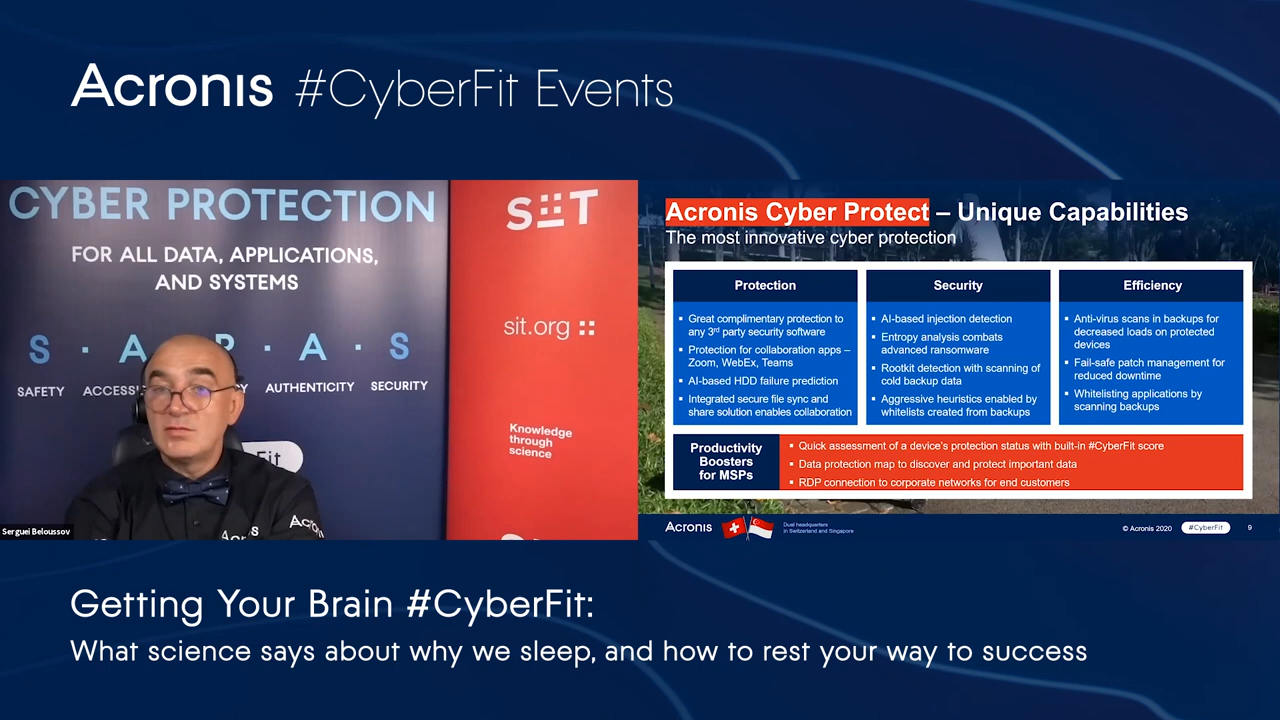 Acronis #CyberFit Events
CYBER PROTECTION
FOR ALL DATA, APPLICATIONS,
AND SYSTEMS
S · A · P · A · S
SAFETY AUTHENTICITY SECURITY
Fit
Serguei Beloussov
SIT
sit.org
Knowledge
through
science
Acronis Cyber Protect – Unique Capabilities
The most innovative cyber protection
Protection
▪ Great complimentary protection to
any 3rd party security software
▪ Protection for collaboration apps –
Zoom, WebEx, Teams
▪ AI-based HDD failure prediction
▪ Integrated secure file sync and
share solution enables collaboration
Security
▪ AI-based injection detection
▪ Entropy analysis combats
advanced ransomware
▪ Rootkit detection with scanning of
cold backup data
▪ Aggressive heuristics enabled by
whitelists created from backups
Efficiency
▪ Anti-virus scans in backups for
decreased loads on protected
devices
▪ Fail-safe patch management for
reduced downtime
▪ Whitelisting applications by
scanning backups
Productivity
Boosters
for MSPs
▪ Quick assessment of a device's protection status with built-in #CyberFit score
▪ Data protection map to discover and protect important data
▪ RDP connection to corporate networks for end customers
Acronis
Dual headquarters
in Switzerland and Singapore
© Acronis 2020 #CyberFit 9
Getting Your Brain #CyberFit:
What science says about why we sleep, and how to rest your way to success